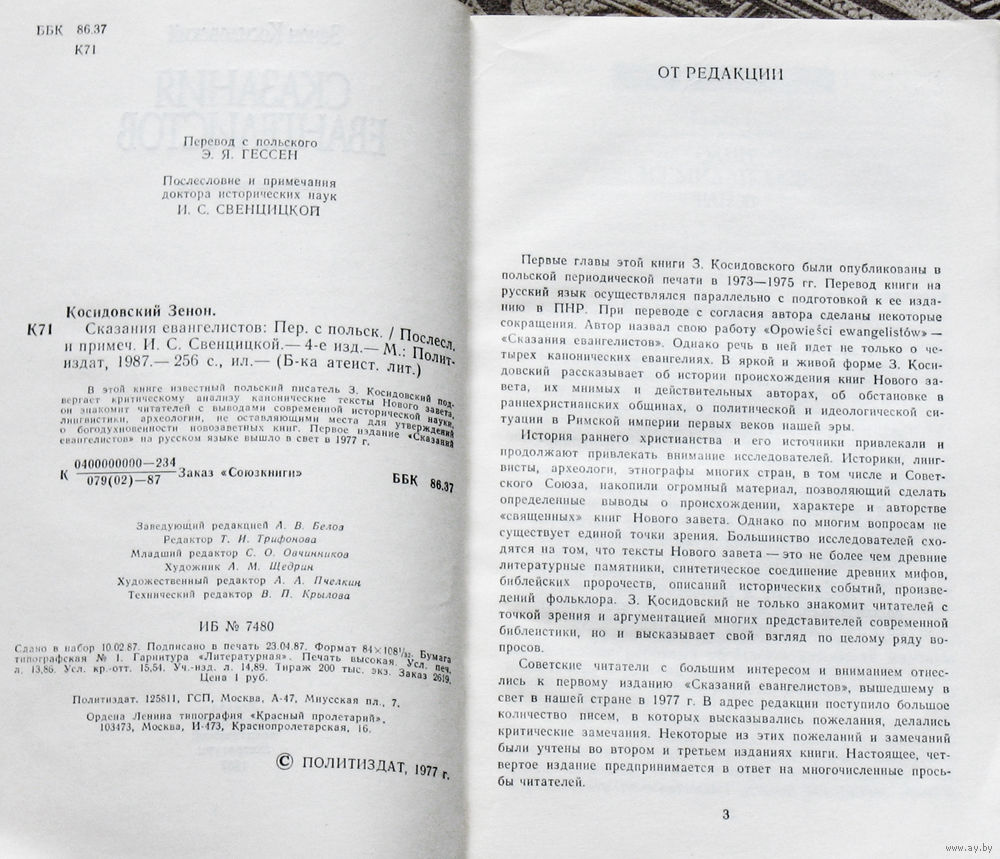 ББК 86.37
К71
Перевод с польского
Э. Я. ГЕССЕН
Послесловие и примечания
доктора исторических наук
И. С. СВЕНЦИЦКОЙ
Косидовский Зенон.
К71 Сказания евангелистов: Пер. с польск. / Послесл.
и примеч. И. С. Свенцицкой.— 4-е изд.— М.: Полит-
издат, 1987.— 256 с., ил.— (Б-ка атеист. лит.)
В этой книге известный польский писатель З. Косидовский под-
вергает критическому анализу канонические тексты Нового завета,
он знакомит читателей с выводами современной исторической науки,
лингвистики, археологии, не оставляющими места для утверждений
о богодухновенности новозаветных книг. Первое издание «Сказаний
евангелистов» на русском языке вышло в свет в 1977 г.
К 0400000000—234 Заказ «Союзкниги»
079(02)—87
ББК 86.37
Заведующий редакцией А. В. Белов
Редактор Т. И. Трифонова
Младший редактор С. О. Овчинников
Художник А. М. Щедрин
Художественный редактор А. А. Пчелкин
Технический редактор В. П. Крылова
ИБ № 7480
Сдано в набор 10.02.87. Подписано в печать 23.04.87. Формат 84×108¹/₃₂. Бумага
типографская № 1. Гарнитура «Литературная». Печать высокая. Усл. печ.
л. 13,86. Усл. кр.-отт. 15,54. Уч.-изд. л. 14,89. Тираж 200 тыс. экз. Заказ 2619.
Цена 1 руб.
Политиздат. 125811, ГСП, Москва, А-47, Миусская пл., 7.
Ордена Ленина типография «Красный пролетарий».
103473, Москва, И-473, Краснопролетарская, 16.
© ПОЛИТИЗДАТ, 1977 г.
ОТ РЕДАКЦИИ
Первые главы этой книги З. Косидовского были опубликованы в
польской периодической печати в 1973—1975 гг. Перевод книги на
русский язык осуществлялся параллельно с подготовкой к ее изда-
нию в ПНР. При переводе с согласия автора сделаны некоторые
сокращения. Автор назвал свою работу «Opowieści ewangelistów» —
«Сказания евангелистов». Однако речь в ней идет не только о че-
тырех канонических евангелиях. В яркой и живой форме З. Коси-
довский рассказывает об истории происхождения книг Нового за-
вета, их мнимых и действительных авторах, об обстановке в
раннехристианских общинах, о политической и идеологической си-
туации в Римской империи первых веков нашей эры.
История раннего христианства и его источники привлекали и
продолжают привлекать внимание исследователей. Историки, линг-
висты, археологи, этнографы многих стран, в том числе и Совет-
ского Союза, накопили огромный материал, позволяющий сделать
определенные выводы о происхождении, характере и авторстве
«священных» книг Нового завета. Однако по многим вопросам не
существует единой точки зрения. Большинство исследователей схо-
дятся на том, что тексты Нового завета — это не более чем древние
литературные памятники, синтетическое соединение древних мифов,
библейских пророчеств, описаний исторических событий, произве-
дений фольклора. З. Косидовский не только знакомит читателей с
точкой зрения и аргументацией многих представителей современной
библеистики, но и высказывает свой взгляд по целому ряду во-
просов.
Советские читатели с большим интересом и вниманием отнес-
лись к первому изданию «Сказаний евангелистов», вышедшему в
свет в нашей стране в 1977 г. В адрес редакции поступило большое
количество писем, в которых высказывались пожелания, делались
критические замечания. Некоторые из этих пожеланий и замечаний
были учтены во втором и третьем изданиях книги. Настоящее, чет-
вертое издание предпринимается в ответ на многочисленные прось-
бы читателей.
3
www.ay.by